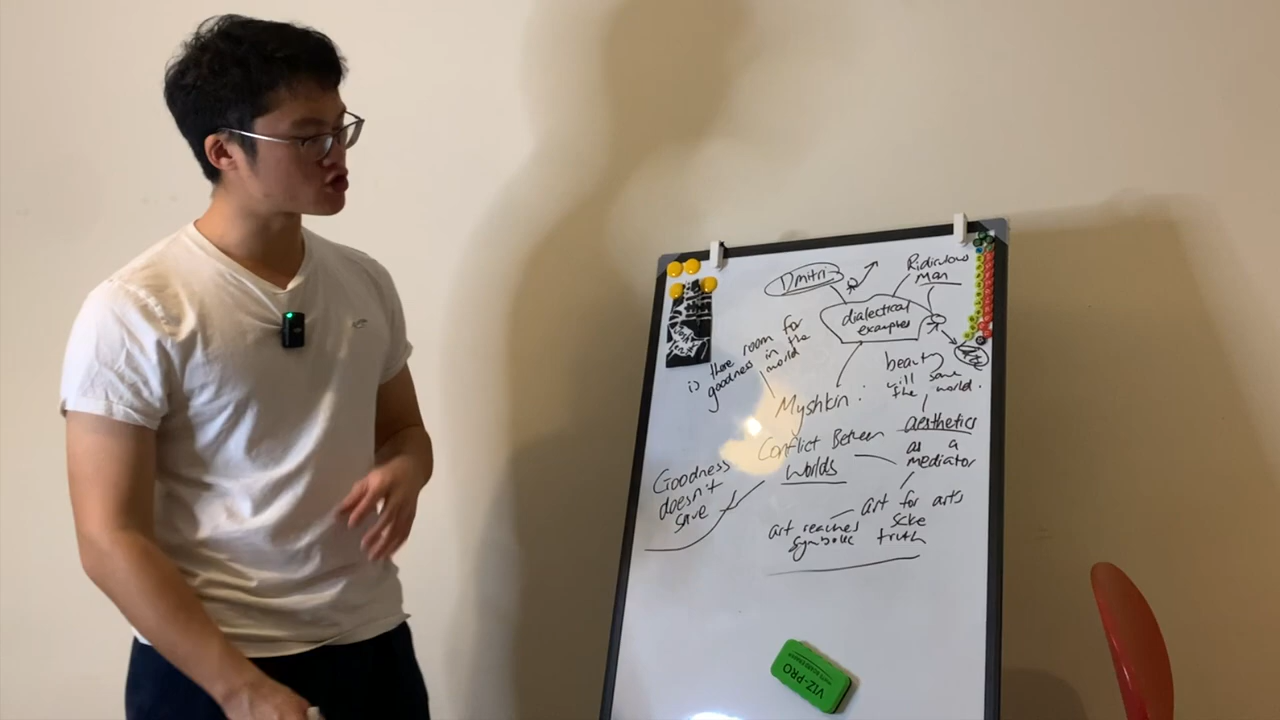 Dmitri
Ridiculous
Man
dialectical
examples
is there room for
goodness in the
world
beauty
will save
the world.
Myshkin :
Conflict Between
Worlds
aesthetics
as a
mediator
Goodness
doesn't
save
art for arts
sake
art reaches
symbolic truth
VIZ-PRO